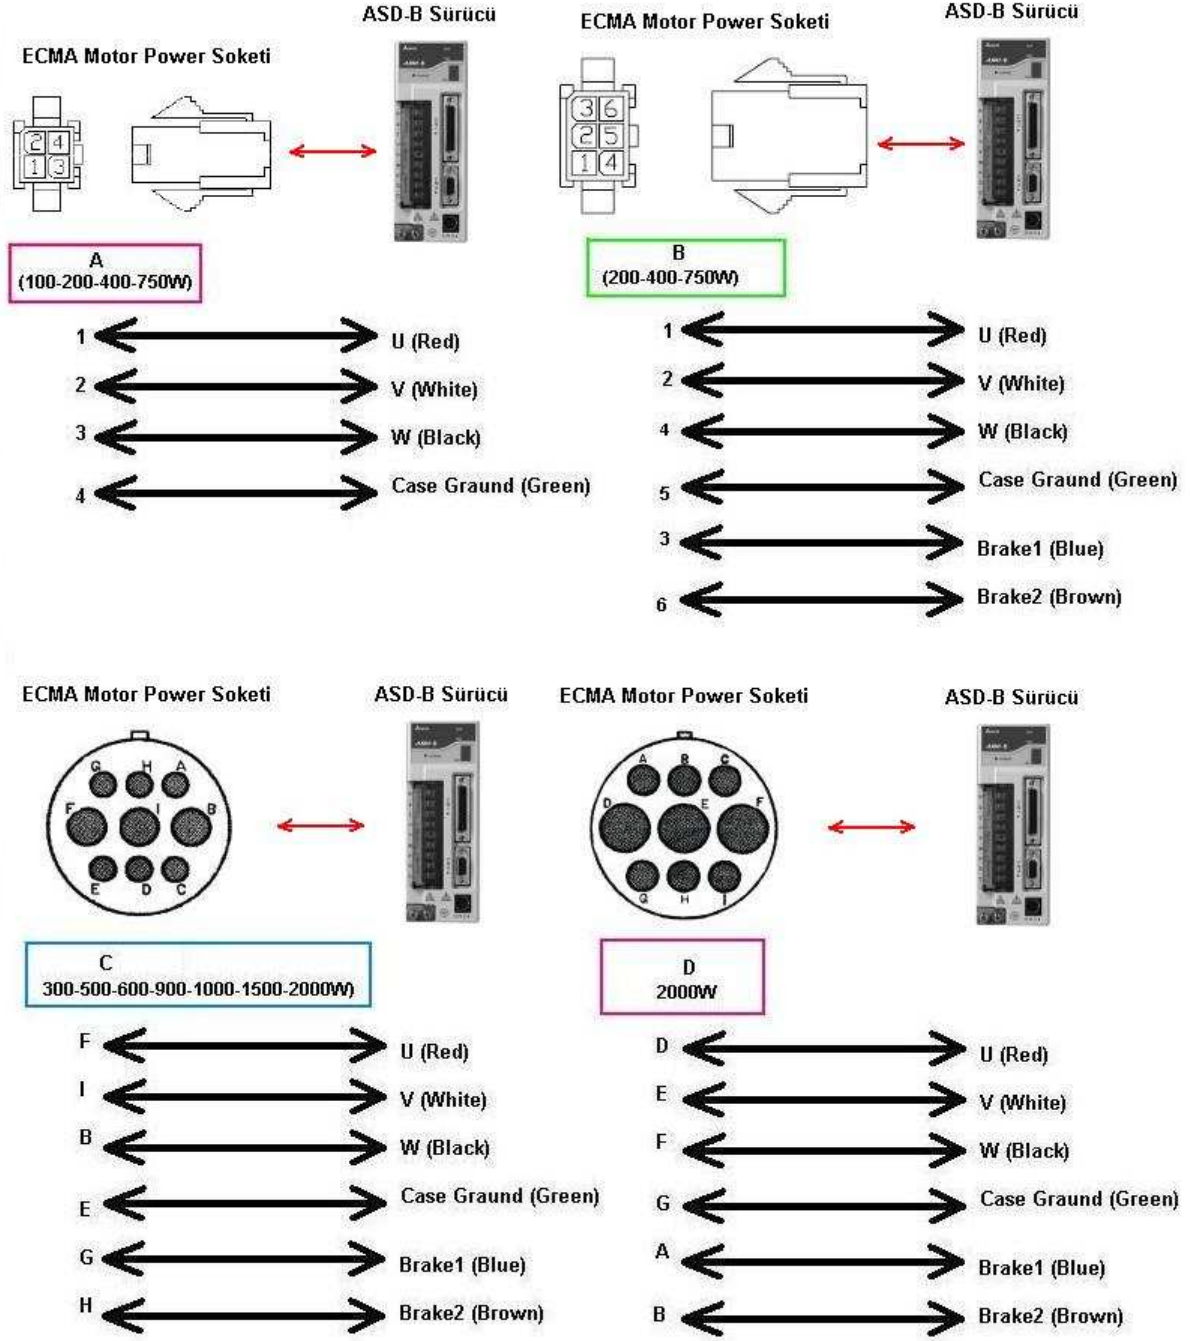 ASD-B Sürücü
ECMA Motor Power Soketi
2 4
1 3
A
(100-200-400-750W)
1 U (Red)
2 V (White)
3 W (Black)
4 Case Graund (Green)
ASD-B Sürücü
ECMA Motor Power Soketi
3 6
2 5
1 4
B
(200-400-750W)
1 U (Red)
2 V (White)
4 W (Black)
5 Case Graund (Green)
3 Brake1 (Blue)
6 Brake2 (Brown)
ECMA Motor Power Soketi
ASD-B Sürücü
G H A
F I B
E D C
C
300-500-600-900-1000-1500-2000W)
F U (Red)
I V (White)
B W (Black)
E Case Graund (Green)
G Brake1 (Blue)
H Brake2 (Brown)
ECMA Motor Power Soketi
ASD-B Sürücü
A B C
D E F
G H I
D
2000W
D U (Red)
E V (White)
F W (Black)
G Case Graund (Green)
A Brake1 (Blue)
B Brake2 (Brown)